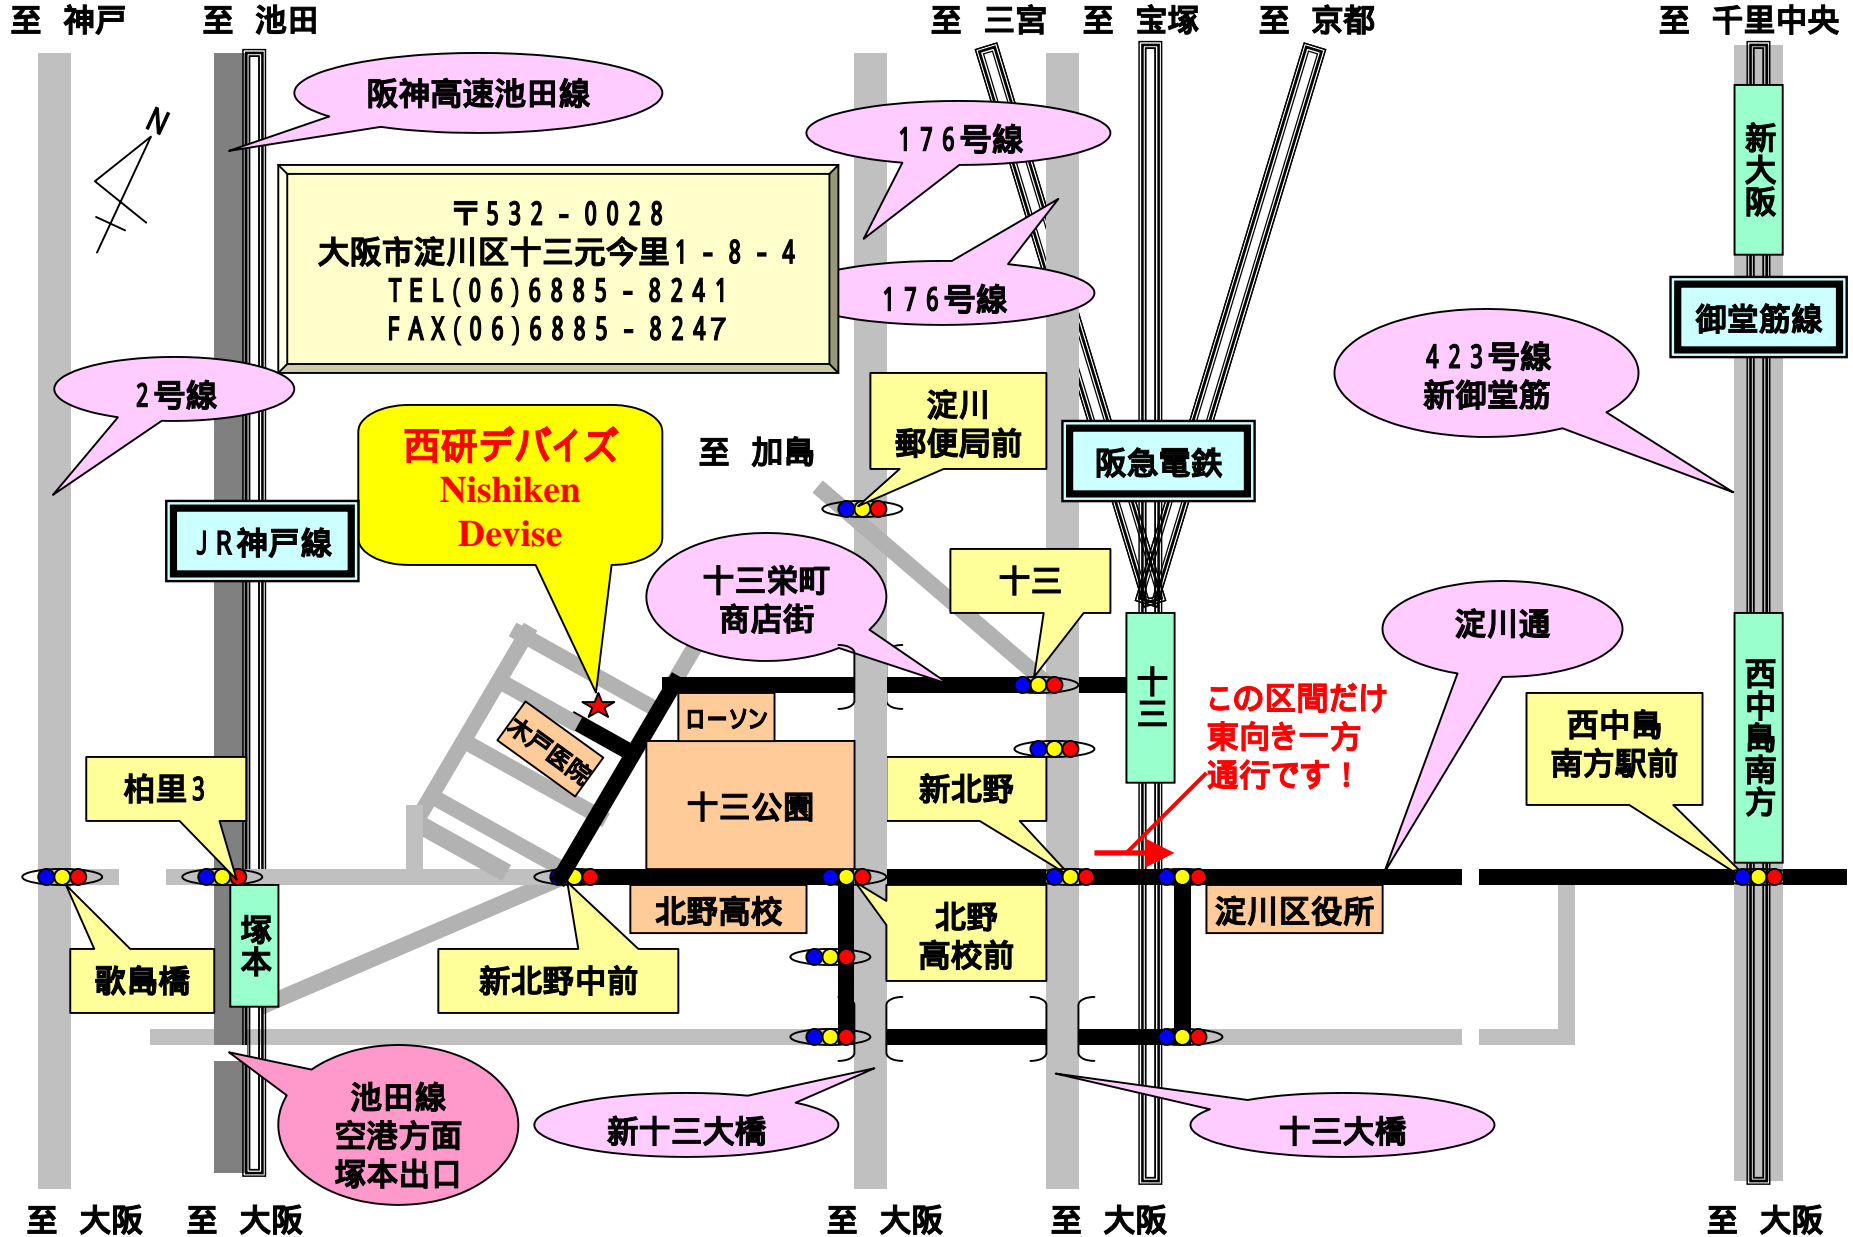 至 神戸
至 池田
至 三宮
至 宝塚
至 京都
至 千里中央
N
阪神高速池田線
176号線
新大阪
〒532-0028
大阪市淀川区十三元今里1-8-4
TEL(06)6885-8241
FAX(06)6885-8247
176号線
御堂筋線
2号線
423号線
新御堂筋
淀川
郵便局前
西研デバイズ
Nishiken
Devise
至 加島
阪急電鉄
JR神戸線
十三栄町
商店街
十三
淀川通
十三
西中島南方
この区間だけ
東向き一方
通行です!
ローソン
木戸医院
西中島
南方駅前
柏里3
十三公園
新北野
塚本
北野高校
北野
高校前
淀川区役所
歌島橋
新北野中前
池田線
空港方面
塚本出口
新十三大橋
十三大橋
至 大阪
至 大阪
至 大阪
至 大阪
至 大阪